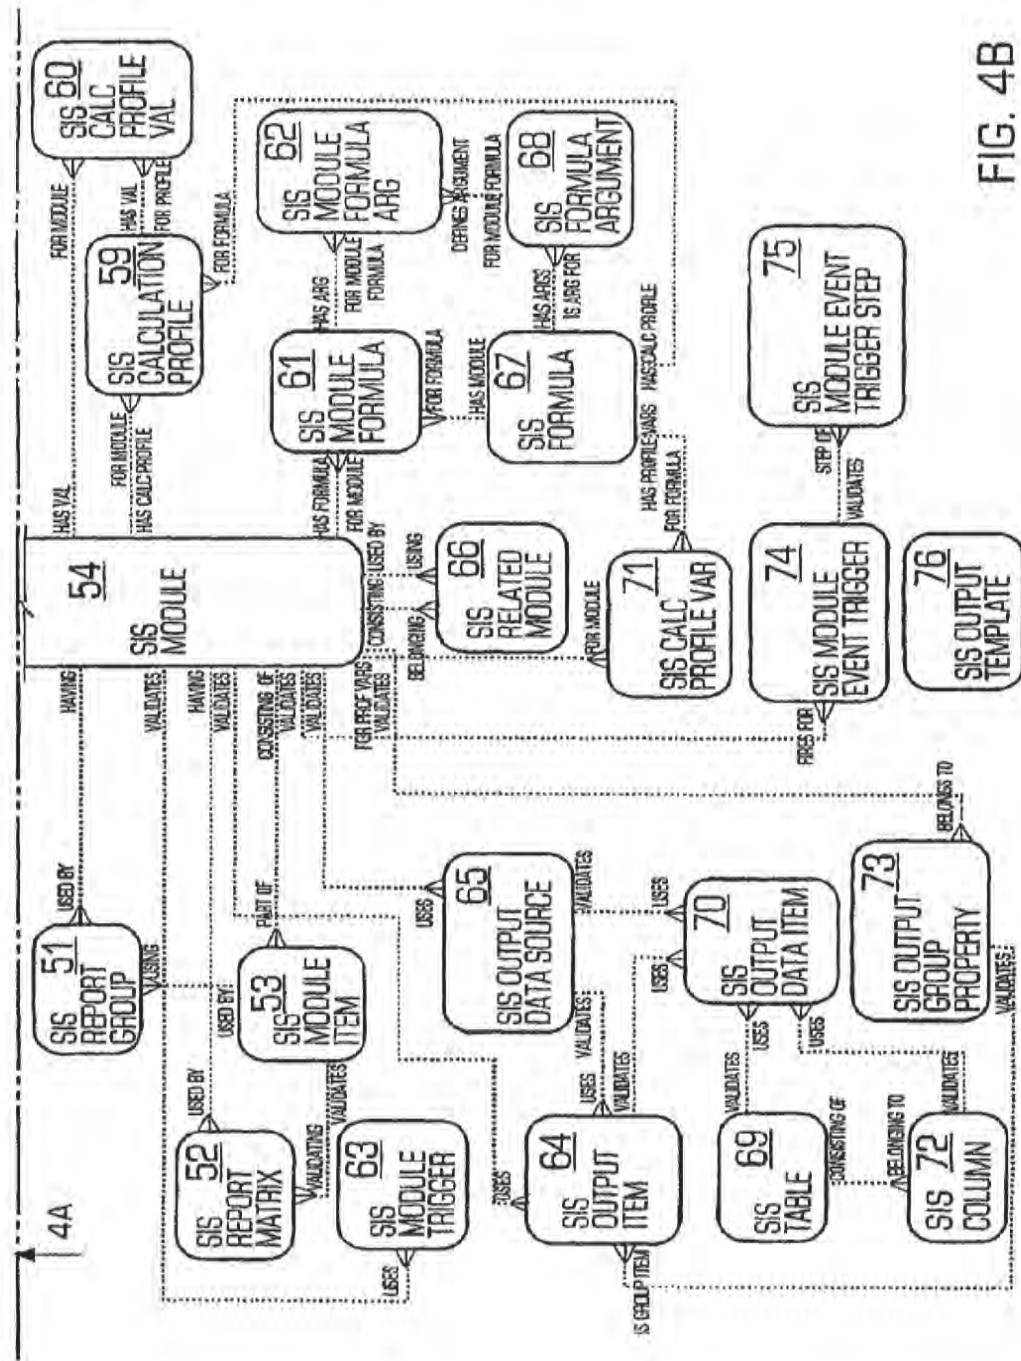 4A
SIS 51
REPORT
GROUP
SIS 52
REPORT
MATRIX
SIS 53
MODULE
ITEM
54
SIS
MODULE
59
SIS
CALCULATION
PROFILE
SIS 60
CALC
PROFILE
VAL
61
SIS
MODULE
FORMULA
62
SIS
MODULE
FORMULA
ARG
63
SIS
MODULE
TRIGGER
64
SIS
OUTPUT
ITEM
65
SIS OUTPUT
DATA SOURCE
66
SIS
RELATED
MODULE
67
SIS
FORMULA
68
SIS
FORMULA
ARGUMENT
69
SIS
TABLE
70
SIS
OUTPUT
DATA ITEM
71
SIS CALC
PROFILE VAR
SIS 72
COLUMN
73
SIS OUTPUT
GROUP
PROPERTY
74
SIS MODULE
EVENT TRIGGER
75
SIS
MODULE EVENT
TRIGGER STEP
76
SIS OUTPUT
TEMPLATE
HAVING
USED BY
VALIDATES
USES
HAVING
USING
USED BY
USED BY
VALIDATES
CONSISTING OF
PART OF
VALIDATES
VALIDATES
VALIDATING
VALIDATES
HAS VAL
FOR MODULE
HAS VAL
FOR PROFILE
FOR MODULE
HAS CALC PROFILE
FOR FORMULA
HAS FORMULA
FOR MODULE
HAS ARG
FOR MODULE
FORMULA
DEFINES ARGUMENT
FOR MODULE FORMULA
FOR FORMULA
HAS MODULE
HAS ARGS
IS ARG FOR
HASCALC PROFILE
HAS PROFILE VARS
FOR FORMULA
CONSISTING
USED BY
BELONGING
USING
FOR PROF VARS
VALIDATES
FOR MODULE
FIRES FOR
STEP OF
VALIDATES
BELONGS TO
VALIDATES
IS GROUP ITEM
USES
VALIDATES
USES
VALIDATES
USES
VALIDATES
USES
VALIDATES
USES
CONSISTING OF
BELONGING TO
VALIDATES
USES
FIG. 4B